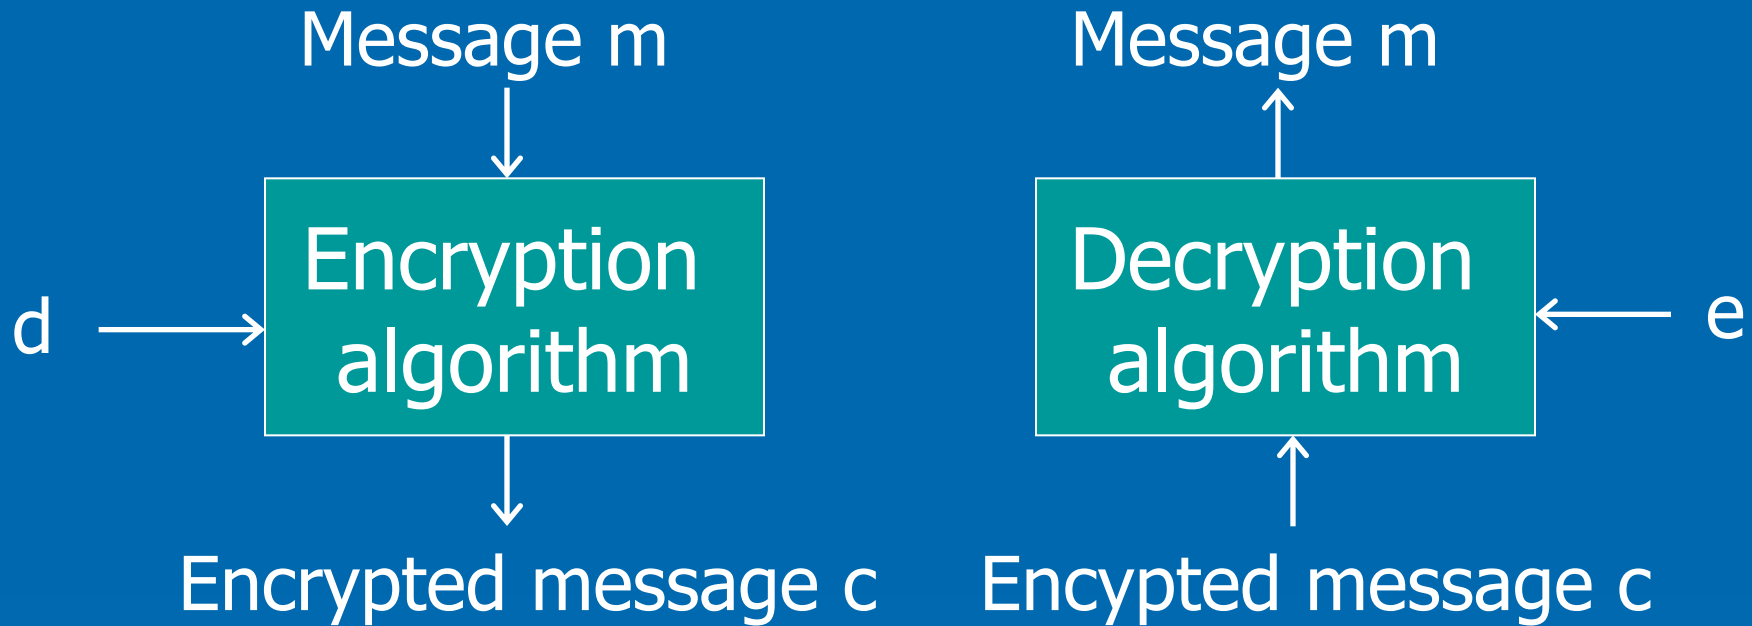 Message m
Encryption
algorithm
d
Encrypted message c
Message m
Decryption
algorithm
e
Encypted message c